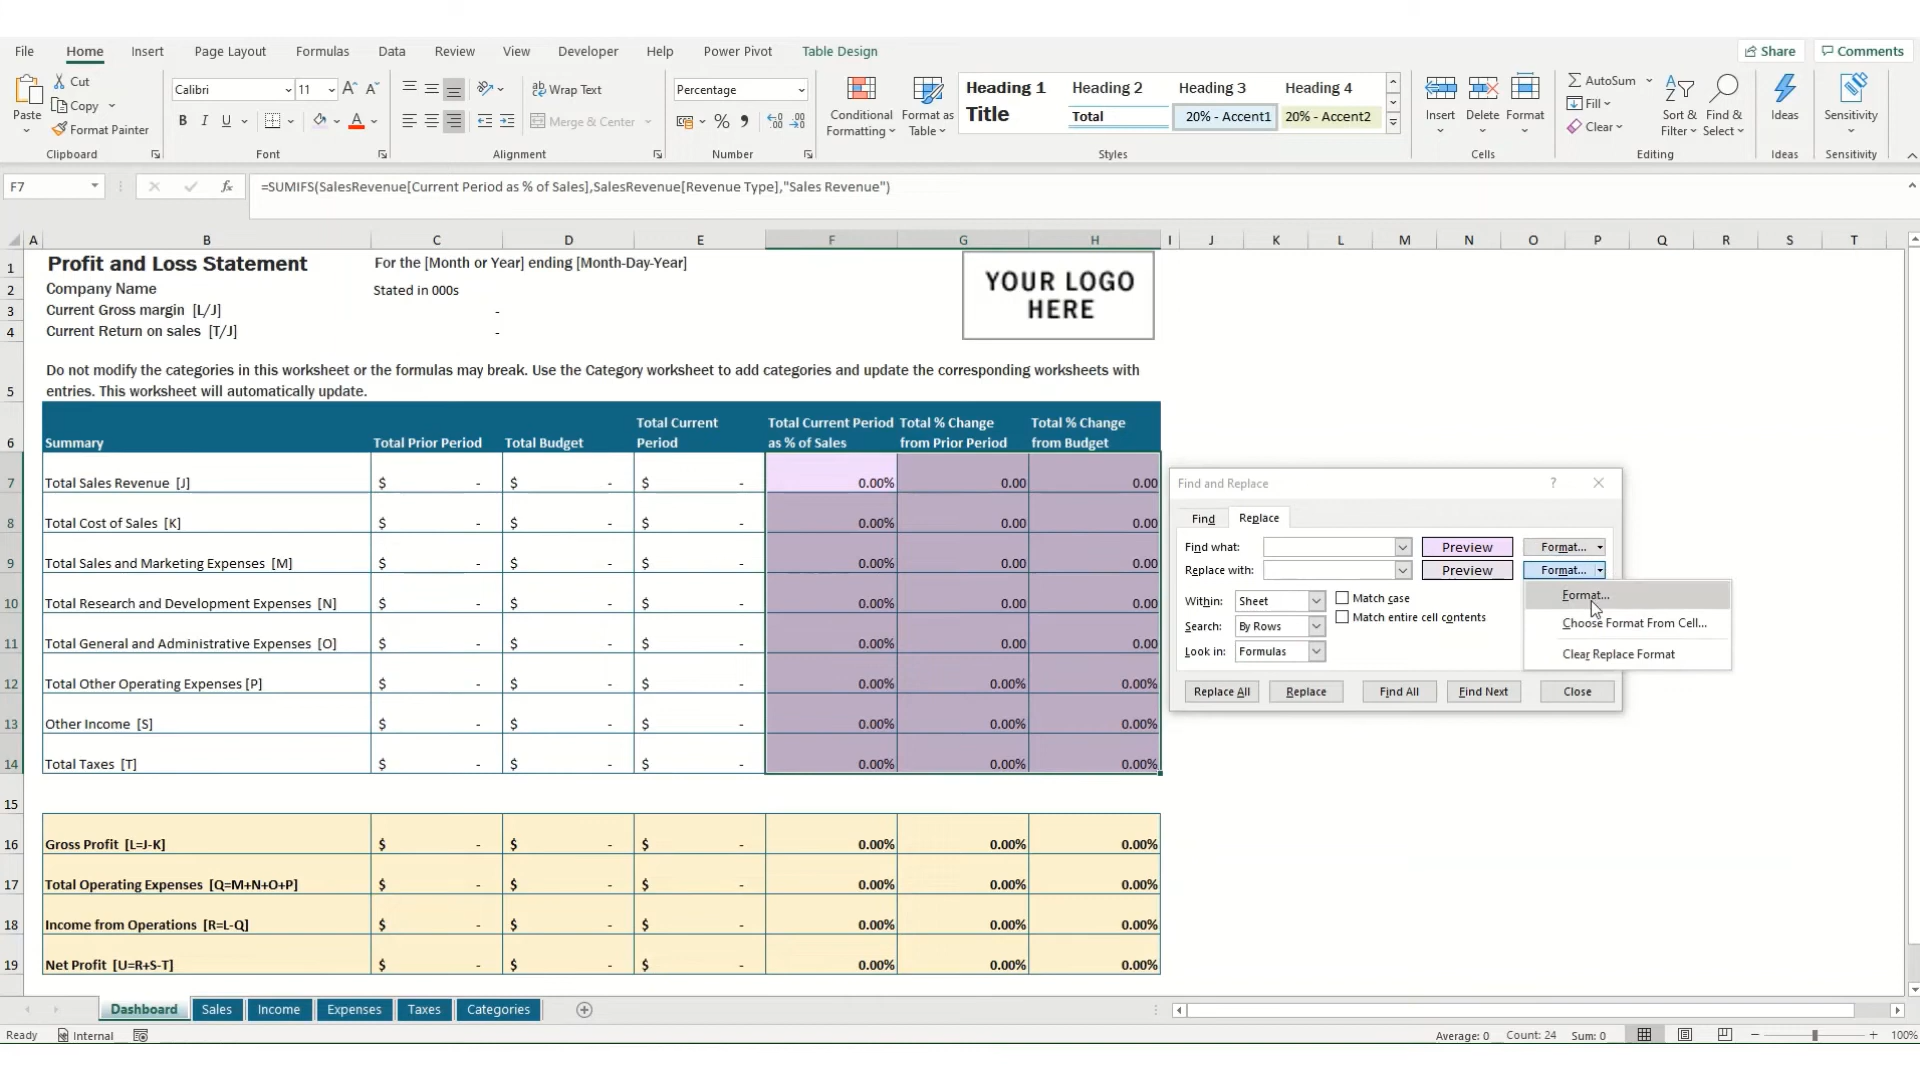 File Home Insert Page Layout Formulas Data Review View Developer Help Power Pivot Table Design Share Comments
Paste Cut Copy Format Painter Clipboard
Calibri 11 B I U Font
Wrap Text Merge & Center Alignment
Percentage % Number
Conditional Formatting Format as Table
Heading 1 Heading 2 Heading 3 Heading 4
Title Total 20% - Accent1 20% - Accent2
Styles
Insert Delete Format Cells
AutoSum Fill Clear Sort & Filter Find & Select Editing
Ideas Ideas
Sensitivity Sensitivity
F7 fx =SUMIFS(SalesRevenue[Current Period as % of Sales],SalesRevenue[Revenue Type],"Sales Revenue")
A B C D E F G H I J K L M N O P Q R S T
1 Profit and Loss Statement For the [Month or Year] ending [Month-Day-Year]
YOUR LOGO
HERE
2 Company Name Stated in 000s
3 Current Gross margin [L/J] -
4 Current Return on sales [T/J] -
Do not modify the categories in this worksheet or the formulas may break. Use the Category worksheet to add categories and update the corresponding worksheets with
5 entries. This worksheet will automatically update.
Total Current Total Current Period Total % Change Total % Change
6 Summary Total Prior Period Total Budget Period as % of Sales from Prior Period from Budget
7 Total Sales Revenue [J] $ - $ - $ - 0.00% 0.00 0.00
8 Total Cost of Sales [K] $ - $ - $ - 0.00% 0.00 0.00
9 Total Sales and Marketing Expenses [M] $ - $ - $ - 0.00% 0.00 0.00
10 Total Research and Development Expenses [N] $ - $ - $ - 0.00% 0.00 0.00
11 Total General and Administrative Expenses [O] $ - $ - $ - 0.00% 0.00 0.00
12 Total Other Operating Expenses [P] $ - $ - $ - 0.00% 0.00% 0.00%
13 Other Income [S] $ - $ - $ - 0.00% 0.00% 0.00%
14 Total Taxes [T] $ - $ - $ - 0.00% 0.00% 0.00%
15
16 Gross Profit [L=J-K] $ - $ - $ - 0.00% 0.00% 0.00%
17 Total Operating Expenses [Q=M+N+O+P] $ - $ - $ - 0.00% 0.00% 0.00%
18 Income from Operations [R=L-Q] $ - $ - $ - 0.00% 0.00% 0.00%
19 Net Profit [U=R+S-T] $ - $ - $ - 0.00% 0.00% 0.00%
Find and Replace ?
Find Replace
Find what: Preview Format...
Replace with: Preview Format...
Format...
Choose Format From Cell...
Clear Replace Format
Within: Sheet Match case
Search: By Rows Match entire cell contents
Look in: Formulas
Replace All Replace Find All Find Next Close
Dashboard Sales Income Expenses Taxes Categories
Ready Internal Average: 0 Count: 24 Sum: 0 100%